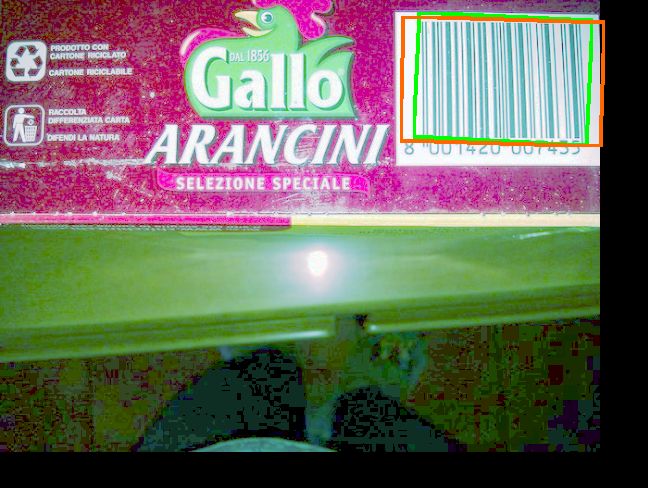 PRODOTTO CON
CARTONE RICICLATO
CARTONE RICICLABILE
RACCOLTA
DIFFERENZIATA CARTA
DIFENDI LA NATURA
DAL 1856
Gallo
ARANCINI
SELEZIONE SPECIALE
8 001420 007455